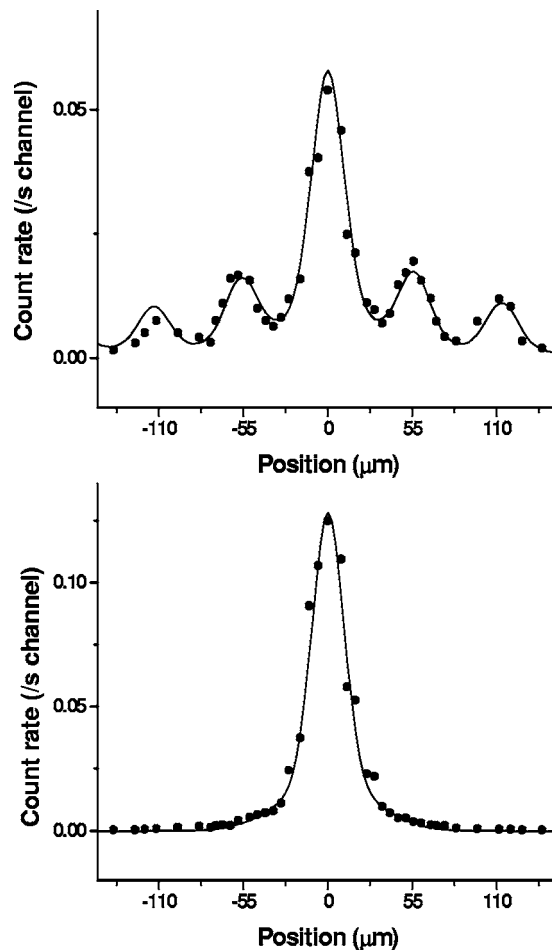 Count rate (/s channel)
0.05
0.00
-110 -55 0 55 110
Position (μm)
Count rate (/s channel)
0.10
0.05
0.00
-110 -55 0 55 110
Position (μm)